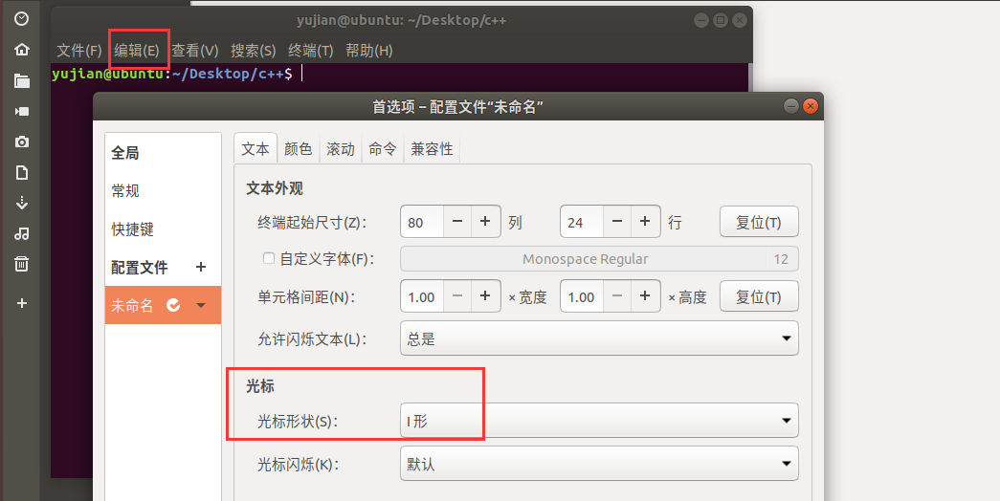 yujian@ubuntu: ~/Desktop/c++
文件(F) 编辑(E) 查看(V) 搜索(S) 终端(T) 帮助(H)
yujian@ubuntu:~/Desktop/c++$
首选项 – 配置文件“未命名”
全局
常规
快捷键
配置文件 +
未命名
文本 颜色 滚动 命令 兼容性
文本外观
终端起始尺寸(Z)： 80 − + 列 24 − + 行 复位(T)
自定义字体(F)： Monospace Regular 12
单元格间距(N)： 1.00 − + × 宽度 1.00 − + × 高度 复位(T)
允许闪烁文本(L)： 总是
光标
光标形状(S)： I 形
光标闪烁(K)： 默认